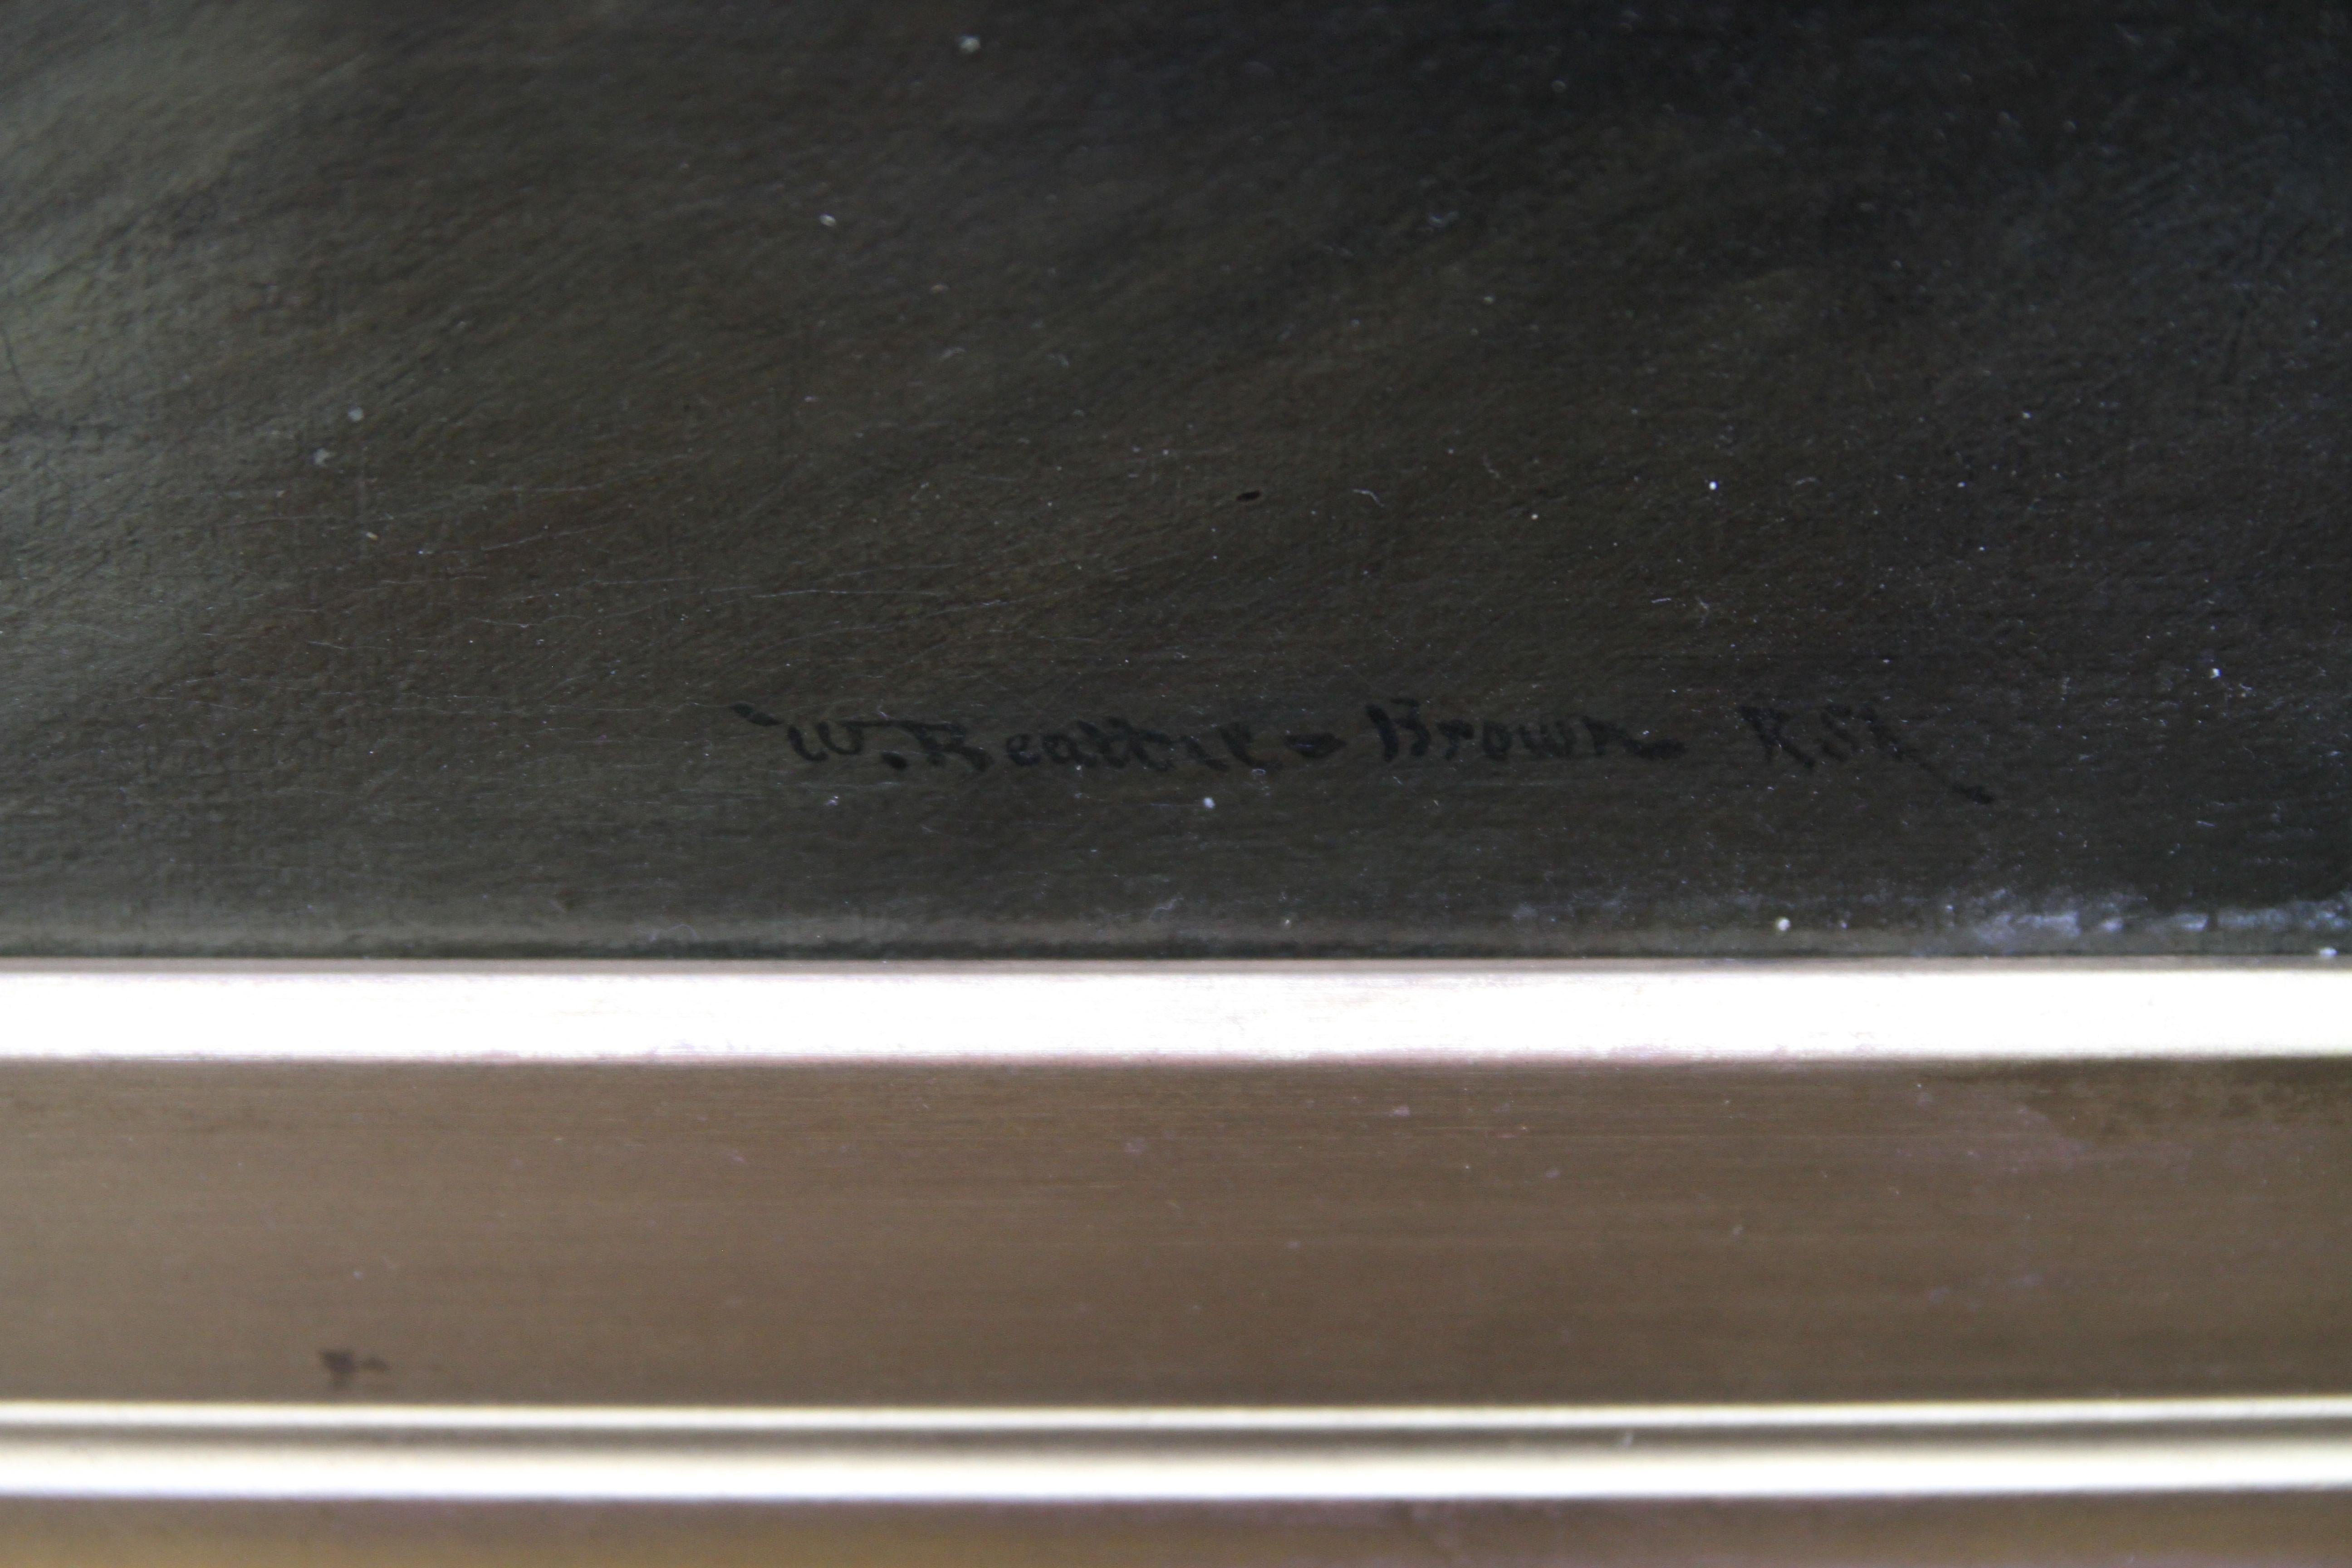 W. Beattie - Brown RSA